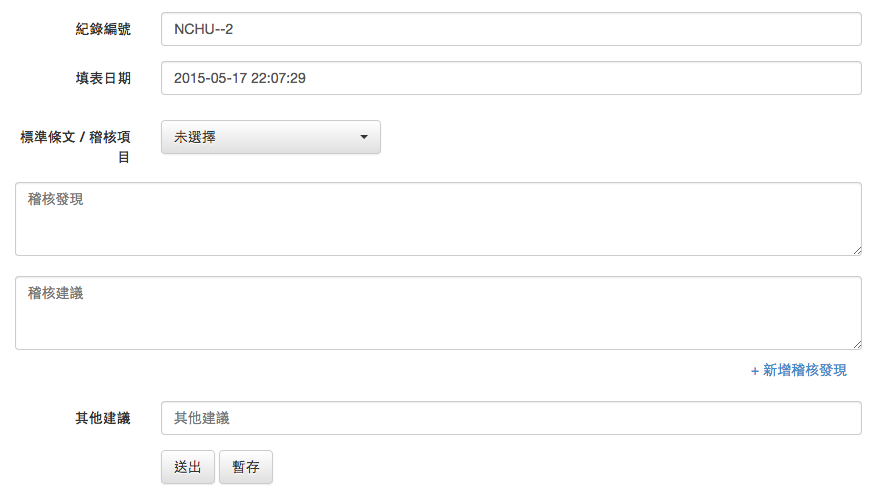 紀錄編號 NCHU--2
填表日期 2015-05-17 22:07:29
標準條文 / 稽核項
目
未選擇
稽核發現
稽核建議
+ 新增稽核發現
其他建議 其他建議
送出 暫存